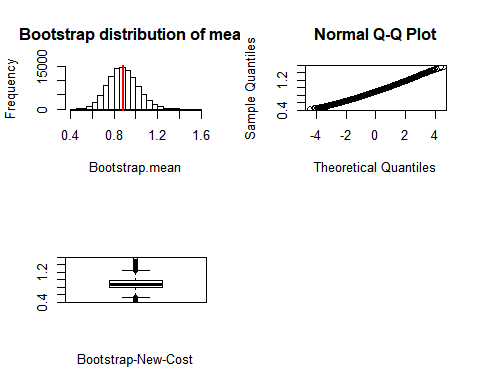 Bootstrap distribution of mea
Frequency
0
15000
0.4 0.8 1.2 1.6
Bootstrap.mean
Normal Q-Q Plot
Sample Quantiles
0.4
1.2
-4 -2 0 2 4
Theoretical Quantiles
0.4
1.2
Bootstrap-New-Cost